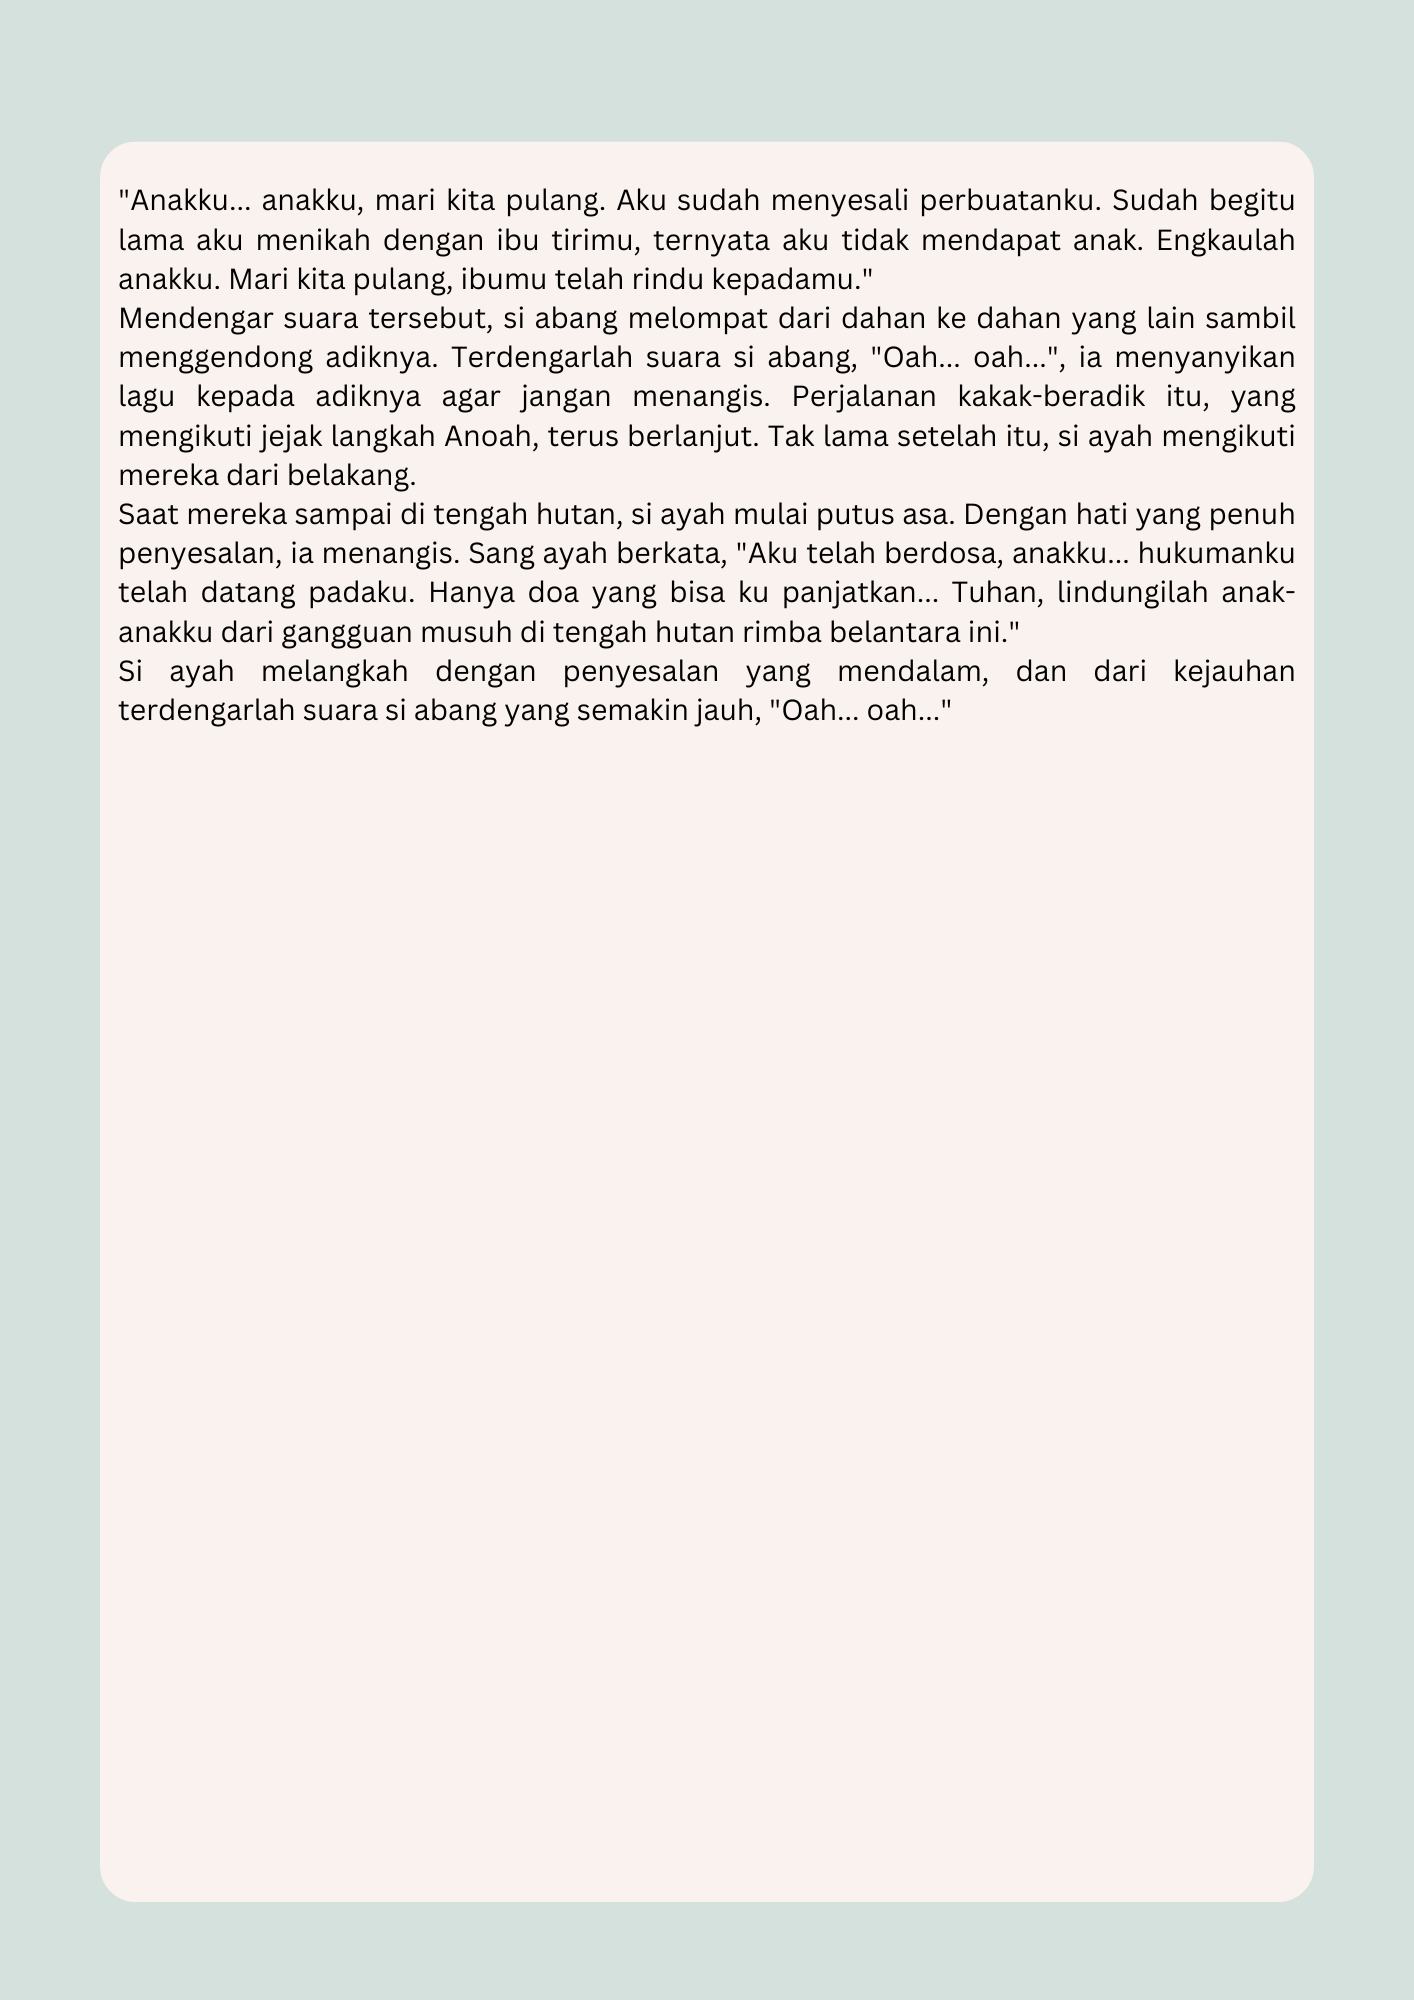 "Anakku... anakku, mari kita pulang. Aku sudah menyesali perbuatanku. Sudah begitu
lama aku menikah dengan ibu tirimu, ternyata aku tidak mendapat anak. Engkaulah
anakku. Mari kita pulang, ibumu telah rindu kepadamu."
Mendengar suara tersebut, si abang melompat dari dahan ke dahan yang lain sambil
menggendong adiknya. Terdengarlah suara si abang, "Oah... oah...", ia menyanyikan
lagu kepada adiknya agar jangan menangis. Perjalanan kakak-beradik itu, yang
mengikuti jejak langkah Anoah, terus berlanjut. Tak lama setelah itu, si ayah mengikuti
mereka dari belakang.
Saat mereka sampai di tengah hutan, si ayah mulai putus asa. Dengan hati yang penuh
penyesalan, ia menangis. Sang ayah berkata, "Aku telah berdosa, anakku... hukumanku
telah datang padaku. Hanya doa yang bisa ku panjatkan... Tuhan, lindungilah anak-
anakku dari gangguan musuh di tengah hutan rimba belantara ini."
Si ayah melangkah dengan penyesalan yang mendalam, dan dari kejauhan
terdengarlah suara si abang yang semakin jauh, "Oah... oah..."